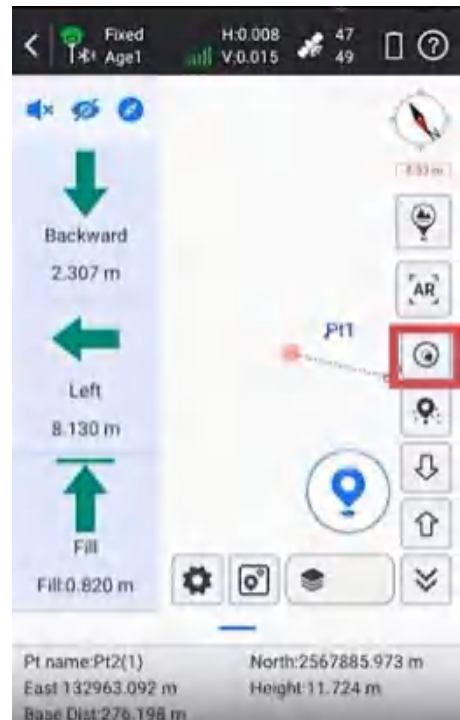 Fixed H:0.008 47
Age1 V:0.015 49
Backward
2.307 m
AR
Pt1
Left
8.130 m
Fill
Fill:0.820 m
Pt name:Pt2(1) North:2567885.973 m
East 132963.092 m Height:11.724 m
Base Dist:276.198 m